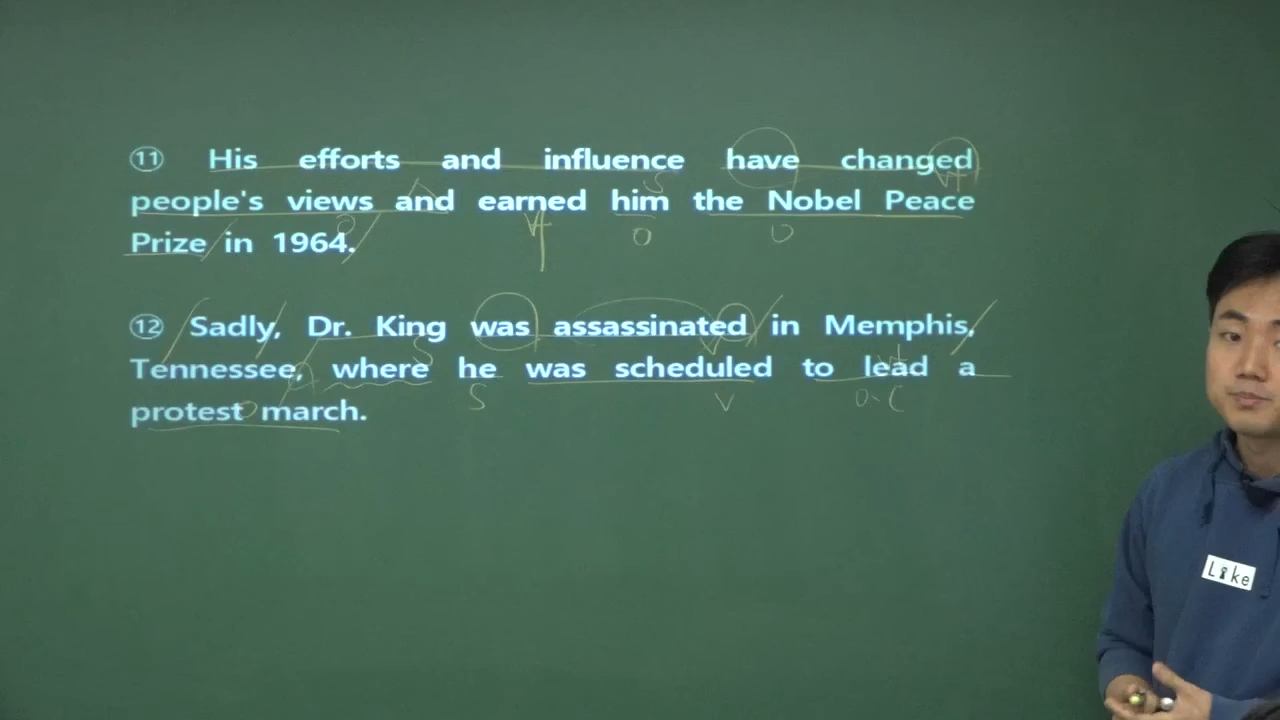 ⑪ His efforts and influence have changed
people's views and earned him the Nobel Peace
Prize in 1964.
⑫ Sadly, Dr. King was assassinated in Memphis,
Tennessee, where he was scheduled to lead a
protest march.
S
O
O
O
S
S
V
O.C
Like